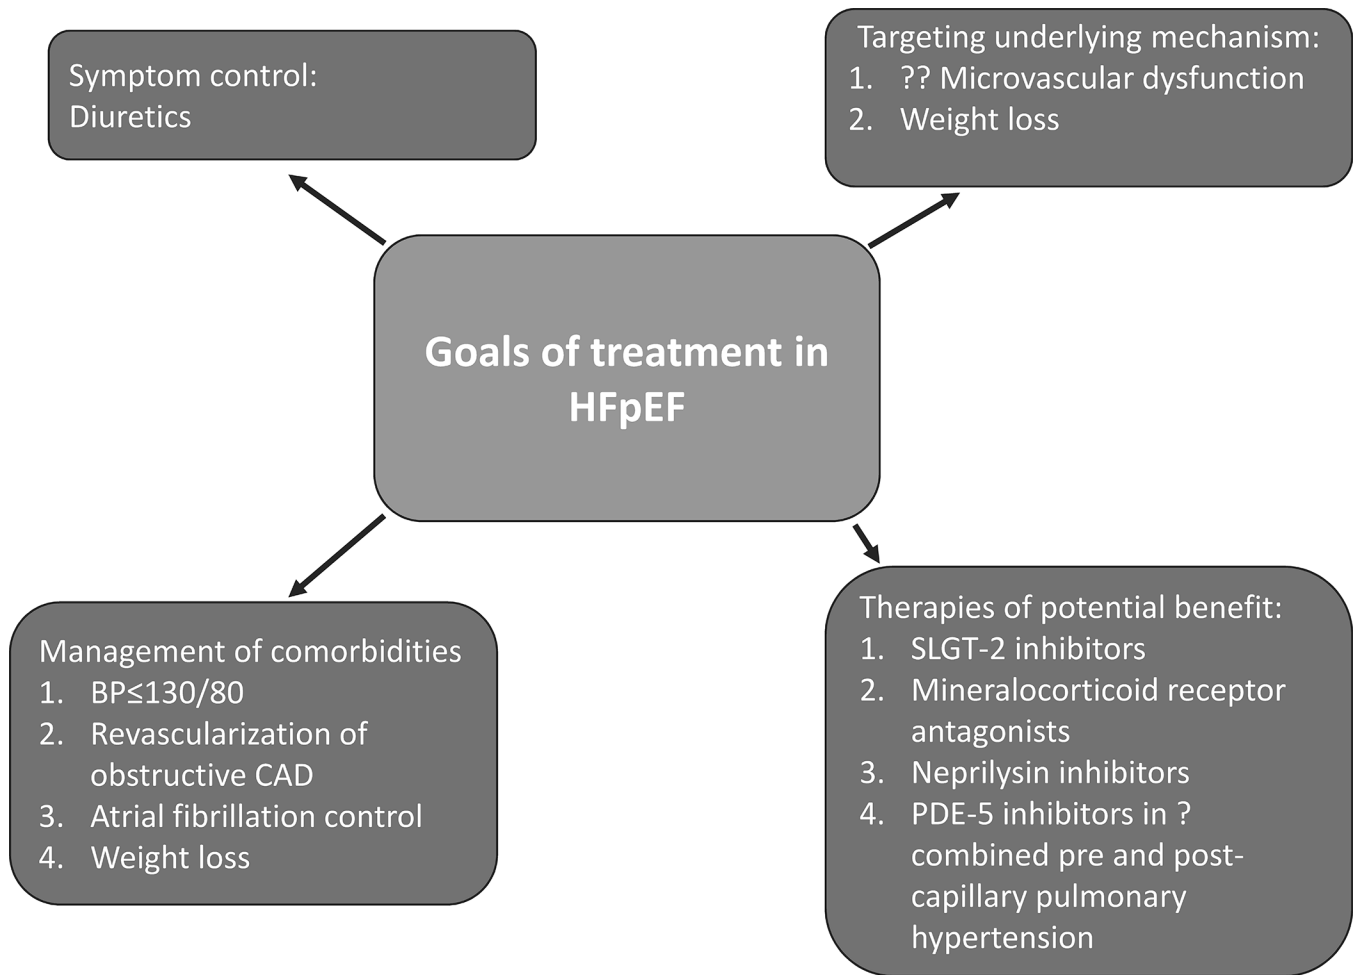 Symptom control:
Diuretics
Targeting underlying mechanism:
1. ?? Microvascular dysfunction
2. Weight loss
Goals of treatment in
HFpEF
Management of comorbidities
1. BP≤130/80
2. Revascularization of
obstructive CAD
3. Atrial fibrillation control
4. Weight loss
Therapies of potential benefit:
1. SLGT-2 inhibitors
2. Mineralocorticoid receptor
antagonists
3. Neprilysin inhibitors
4. PDE-5 inhibitors in ?
combined pre and post-
capillary pulmonary
hypertension